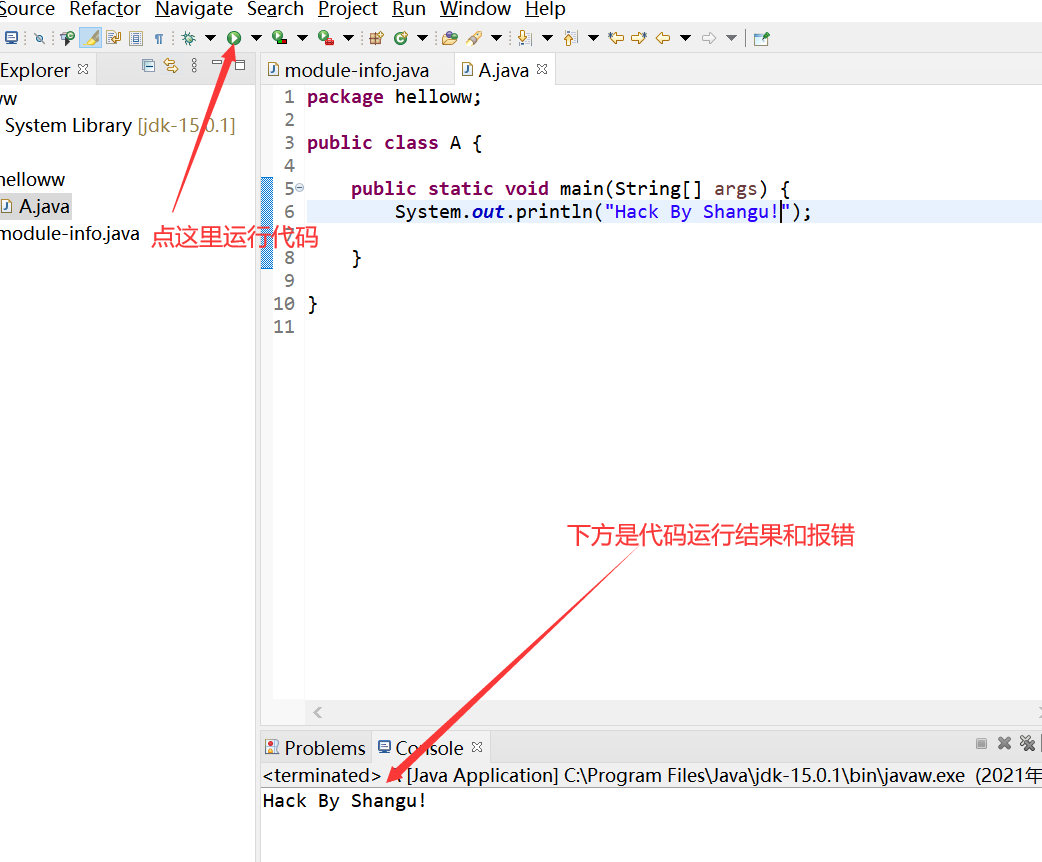 Source Refactor Navigate Search Project Run Window Help
Explorer
module-info.java
A.java
System Library [jdk-15.0.1]
helloww
A.java
module-info.java
点这里运行代码
1 package helloww;
2
3 public class A {
4
5 public static void main(String[] args) {
6 System.out.println("Hack By Shangu!");
8 }
9
10 }
11
下方是代码运行结果和报错
Problems
Console
<terminated> [Java Application] C:\Program Files\Java\jdk-15.0.1\bin\javaw.exe (2021年
Hack By Shangu!